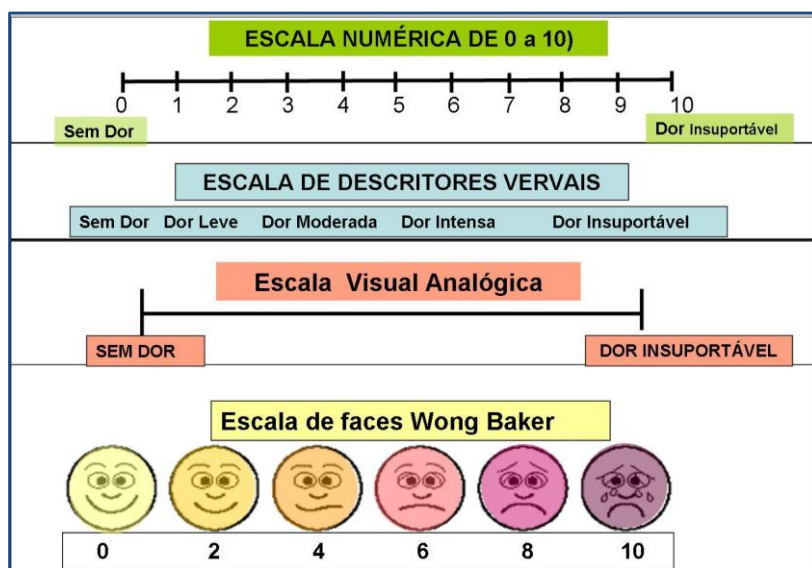 ESCALA NUMÉRICA DE 0 a 10)
0 1 2 3 4 5 6 7 8 9 10
Sem Dor Dor Insuportável
ESCALA DE DESCRITORES VERVAIS
Sem Dor Dor Leve Dor Moderada Dor Intensa Dor Insuportável
Escala Visual Analógica
SEM DOR DOR INSUPORTÁVEL
Escala de faces Wong Baker
0 2 4 6 8 10